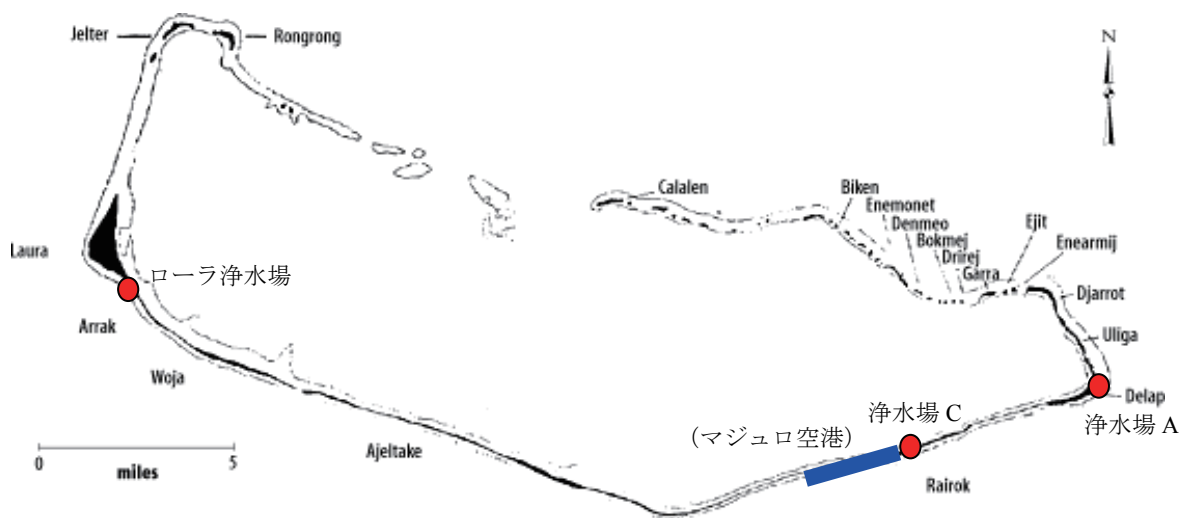 Jelter
Rongrong
N
Calalen
Biken
Enemonet
Denmeo
Bokmej
Drirej
Garra
Ejit
Enearmij
Laura
ローラ浄水場
Djarrot
Arrak
Uliga
Woja
Delap
浄水場 C
浄水場 A
(マジュロ空港)
Ajeltake
0 5
miles
Rairok